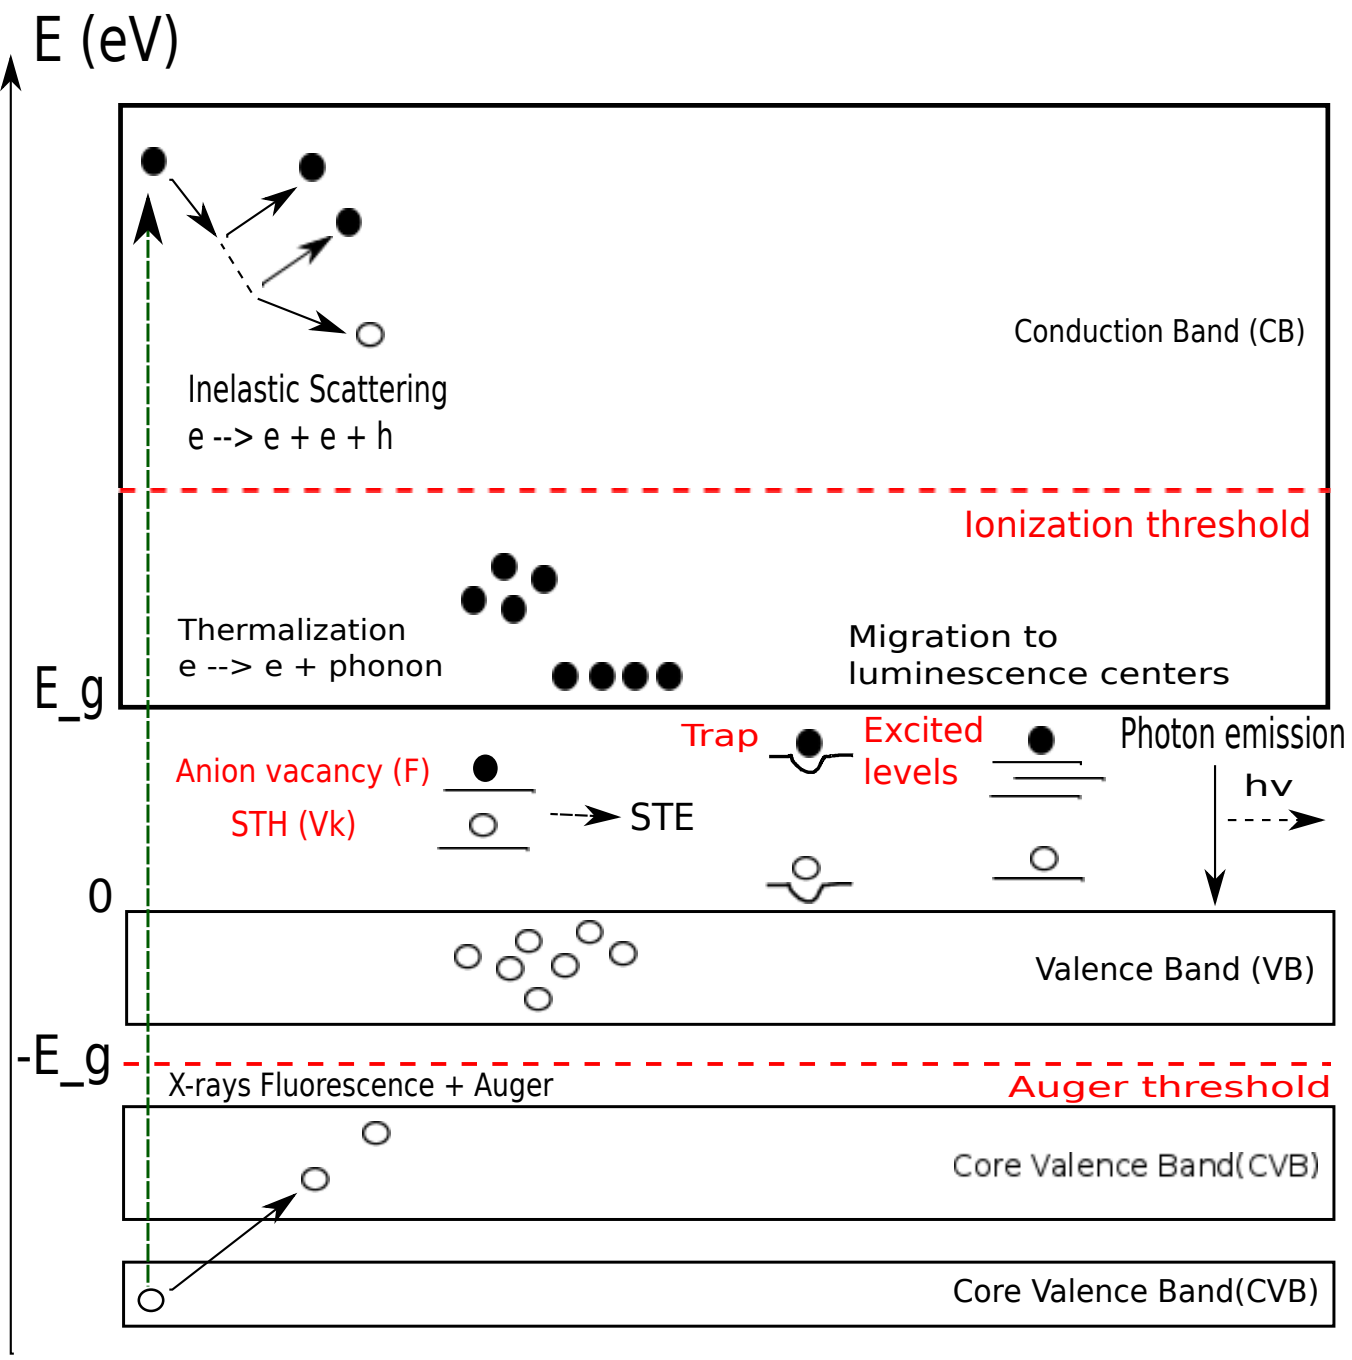 E (eV)
Conduction Band (CB)
Inelastic Scattering
e --> e + e + h
Ionization threshold
Thermalization
e --> e + phonon
Migration to
luminescence centers
E_g
Trap
Excited
levels
Photon emission
hv
Anion vacancy (F)
STH (Vk)
STE
0
Valence Band (VB)
-E_g
X-rays Fluorescence + Auger
Auger threshold
Core Valence Band(CVB)
Core Valence Band(CVB)